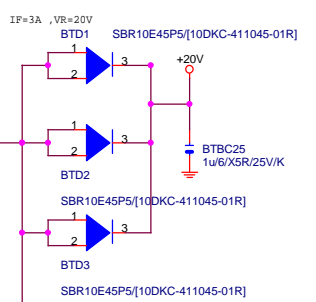 IF=3A ,VR=20V
BTD1 SBR10E45P5/[10DKC-411045-01R]
1
3
2
+20V
BTBC25
1u/6/X5R/25V/K
1
3
2
BTD2
SBR10E45P5/[10DKC-411045-01R]
1
3
2
BTD3
SBR10E45P5/[10DKC-411045-01R]